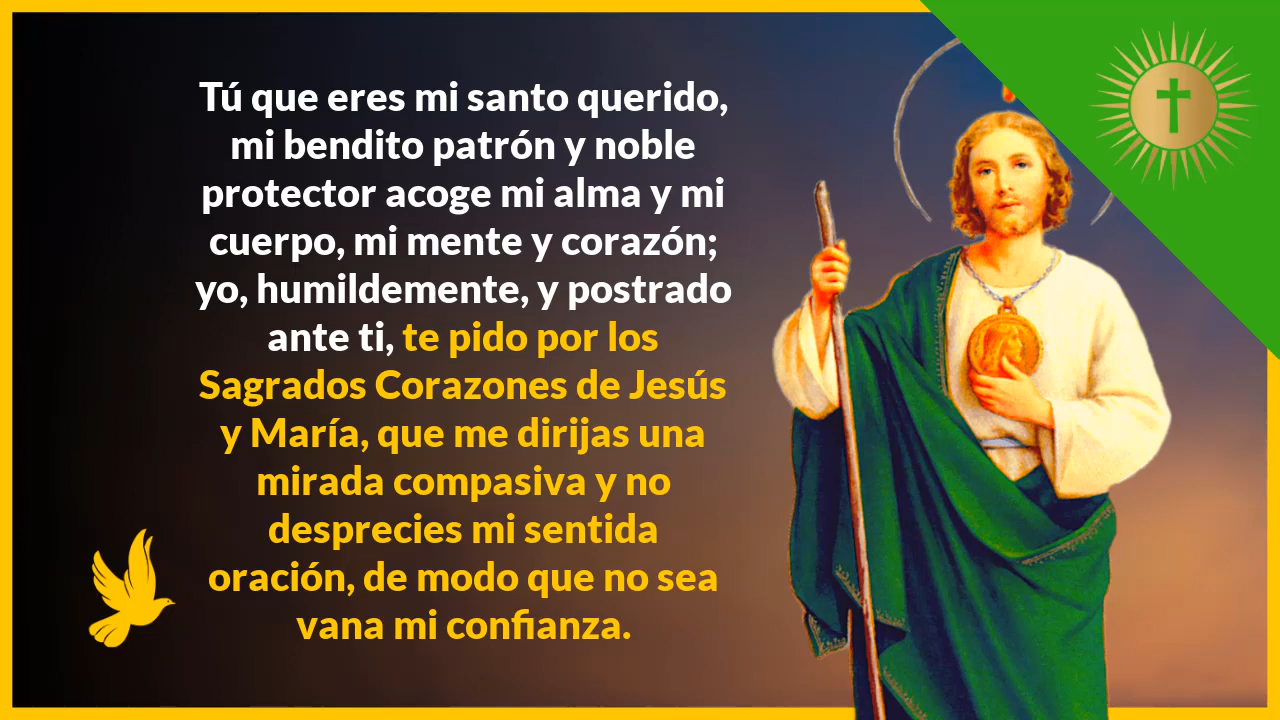 Tú que eres mi santo querido,
mi bendito patrón y noble
protector acoge mi alma y mi
cuerpo, mi mente y corazón;
yo, humildemente, y postrado
ante ti, te pido por los
Sagrados Corazones de Jesús
y María, que me dirijas una
mirada compasiva y no
desprecies mi sentida
oración, de modo que no sea
vana mi confianza.